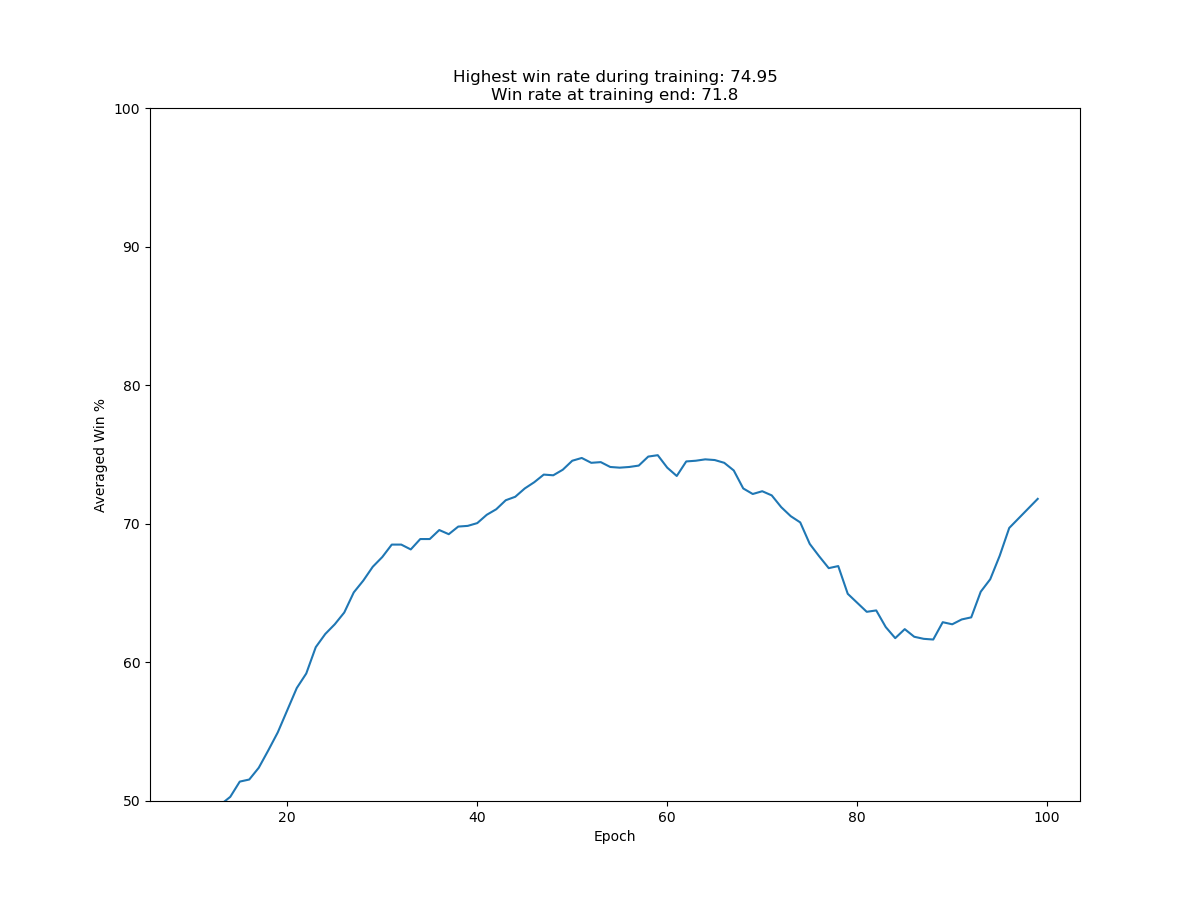 Highest win rate during training: 74.95
Win rate at training end: 71.8
100
90
80
70
60
50
Averaged Win %
20 40 60 80 100
Epoch